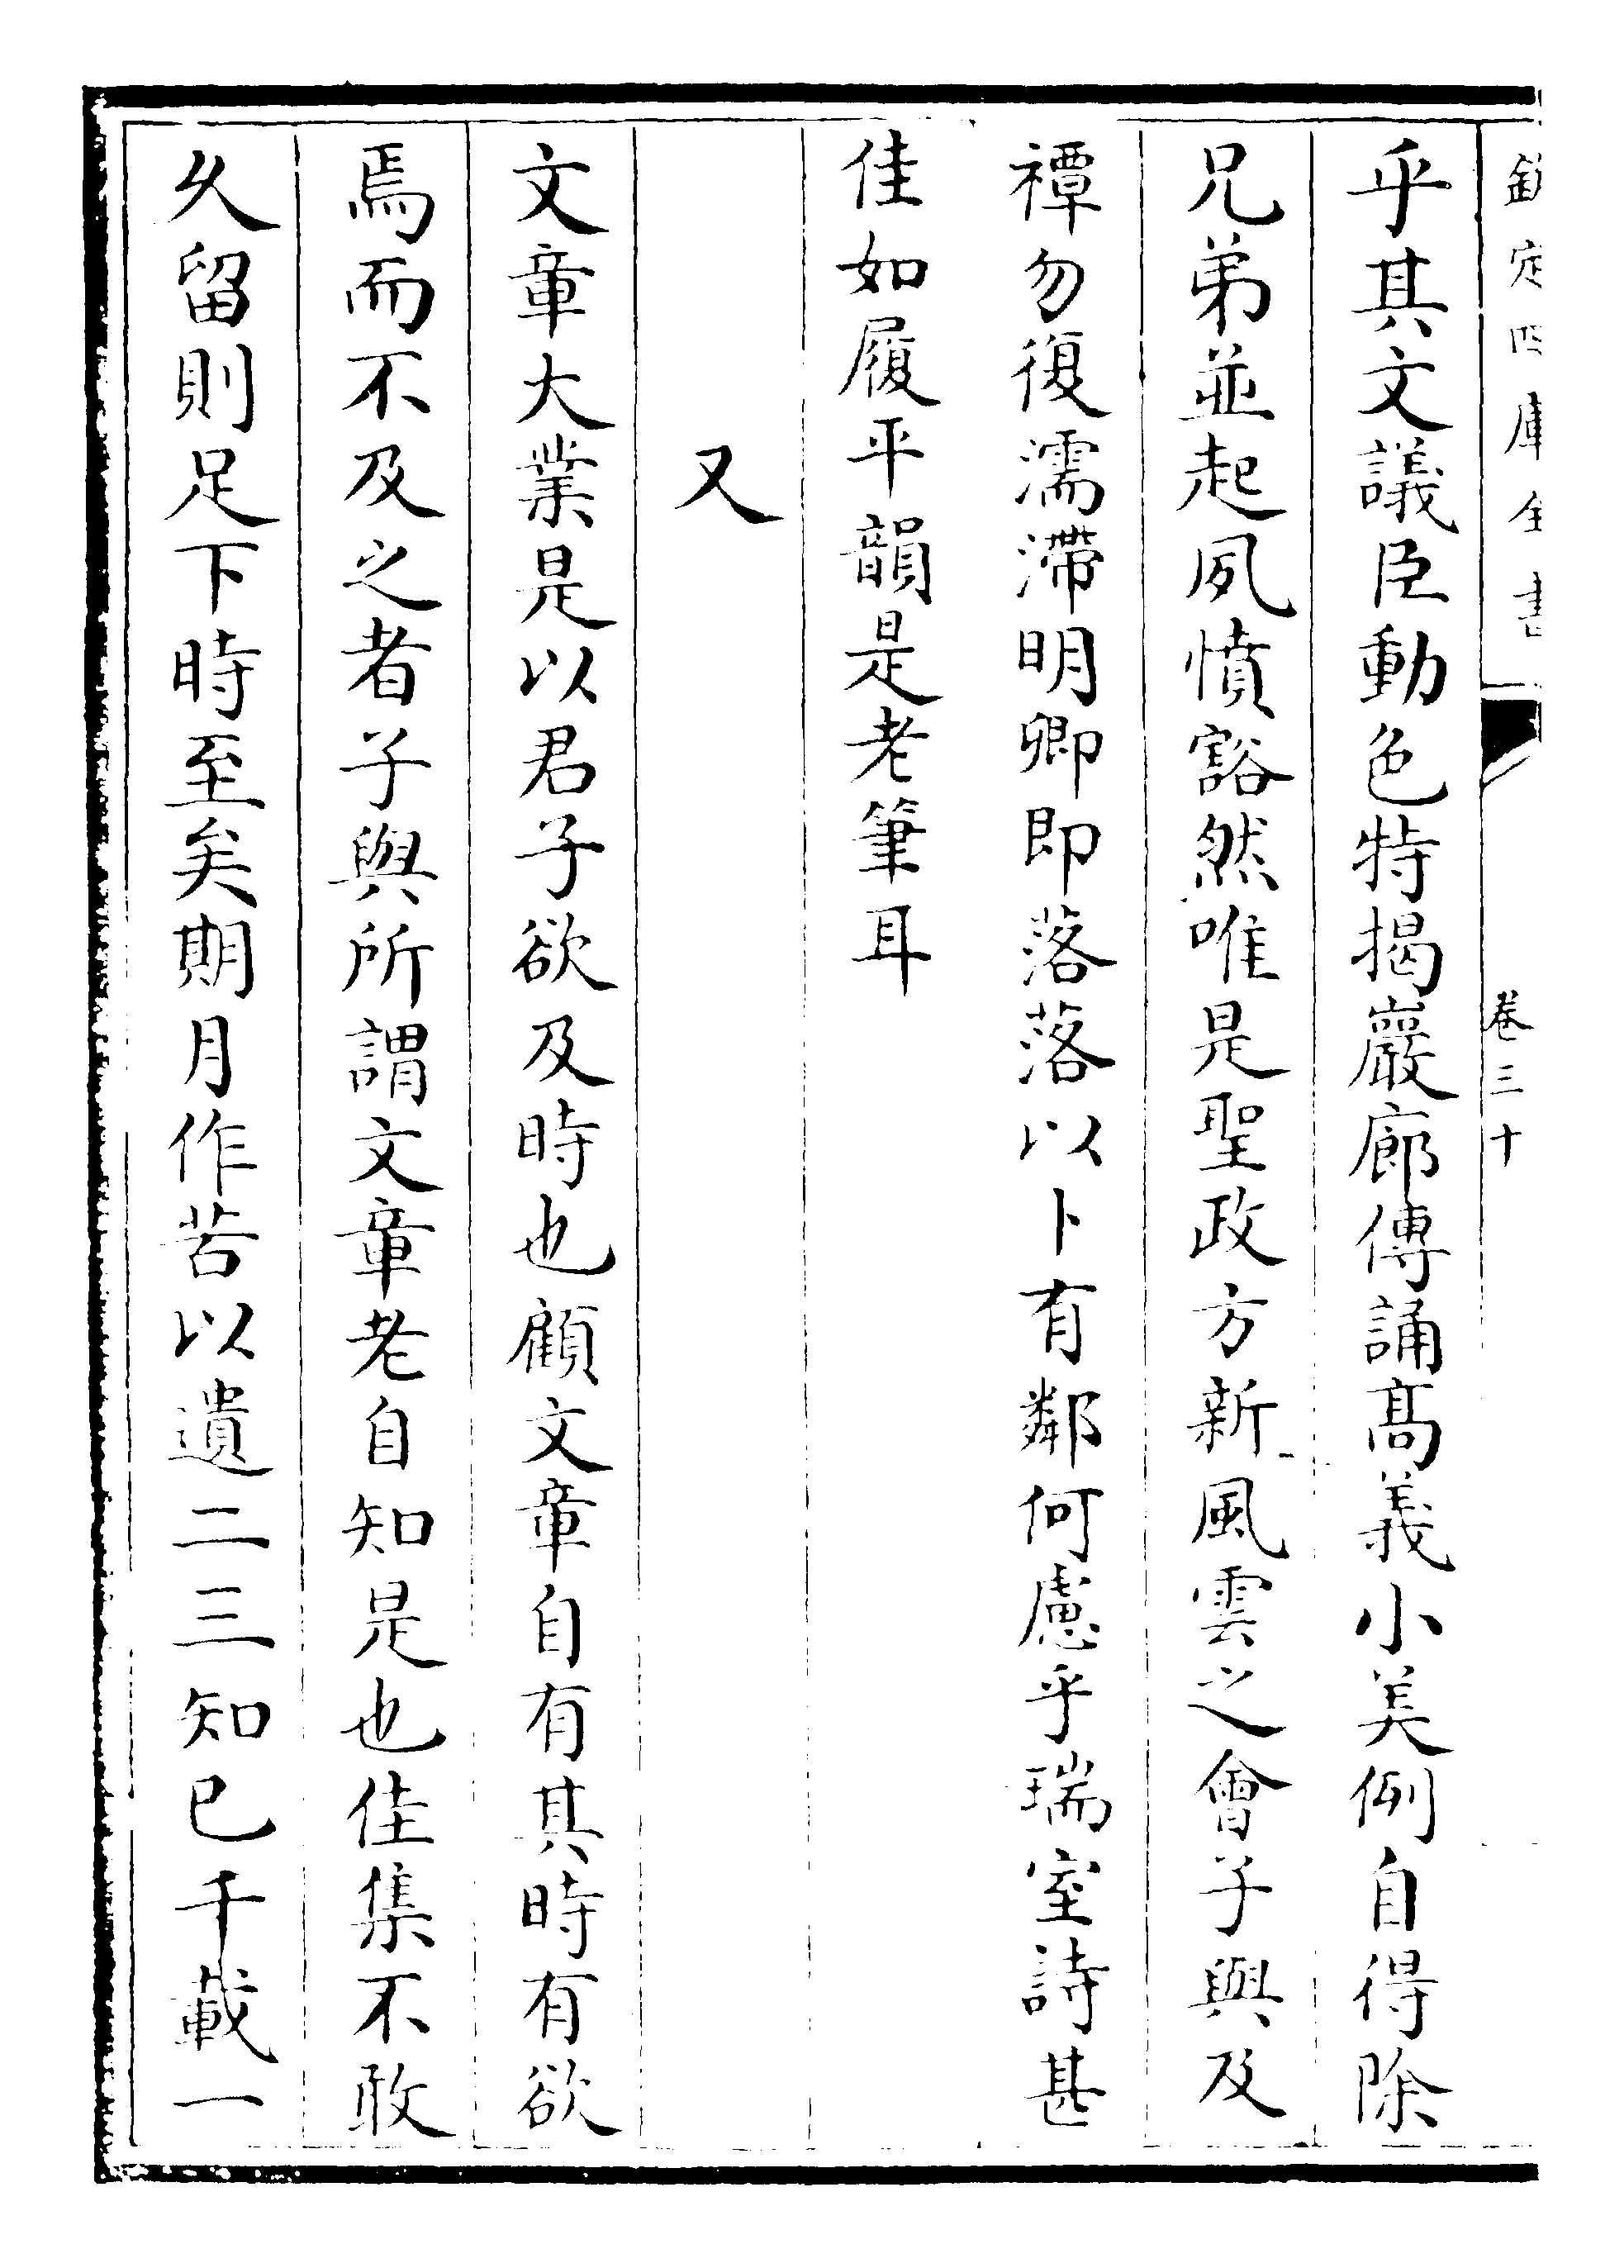 欽定四庫全書
卷三十
乎其文議臣動色特揭巖廊傳誦髙義小美例自得除
兄弟並起夙憤豁然唯是聖政方新風雲之會子與及
禫勿復濡滯明卿即落落以卜有鄰何慮乎瑞室詩甚
佳如履平韻是老筆耳
又
文章大業是以君子欲及時也顧文章自有其時有欲
焉而不及之者子與所謂文章老自知是也佳集不敢
久留則足下時至矣期月作苦以遺二三知已千載一